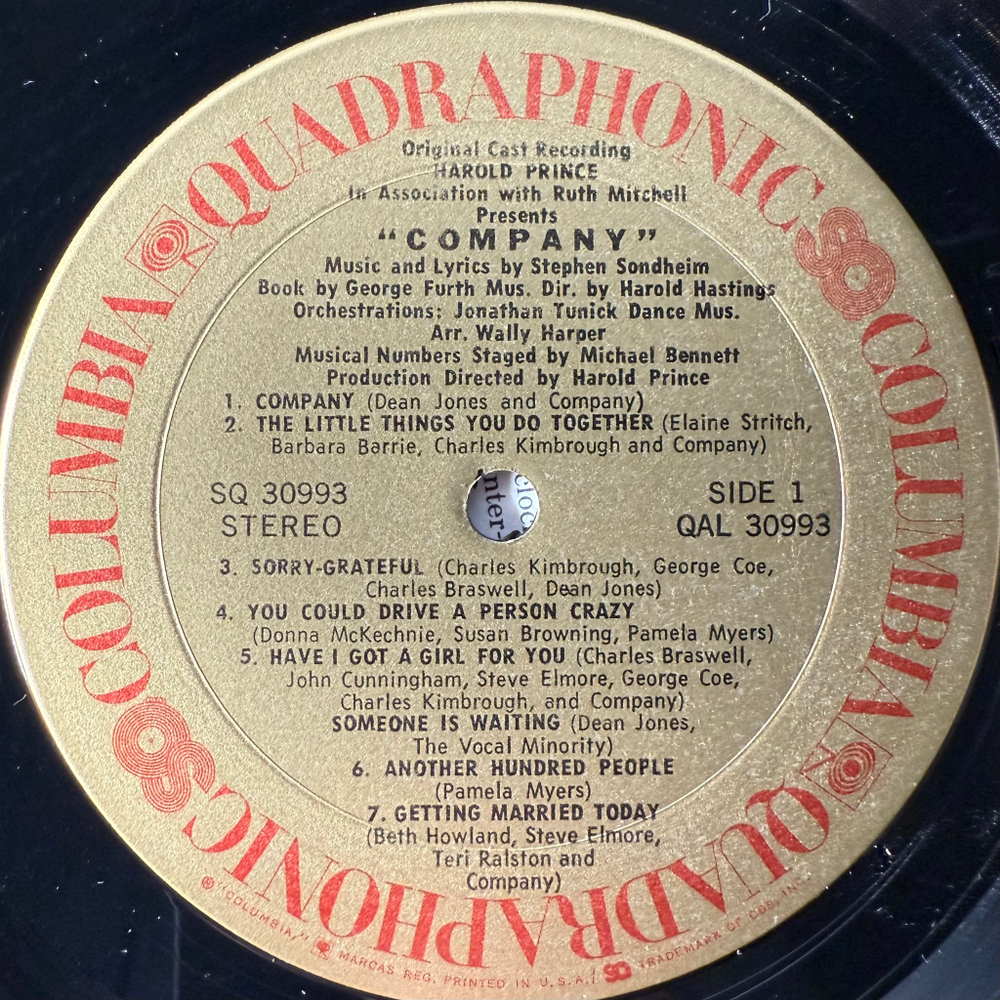 QUADRAPHONIC
SQ
COLUMBIA
QUADRAPHONIC
SQ
COLUMBIA
Original Cast Recording
HAROLD PRINCE
In Association with Ruth Mitchell
Presents
"COMPANY"
Music and Lyrics by Stephen Sondheim
Book by George Furth Mus. Dir. by Harold Hastings
Orchestrations: Jonathan Tunick Dance Mus.
Arr. Wally Harper
Musical Numbers Staged by Michael Bennett
Production Directed by Harold Prince
1. COMPANY (Dean Jones and Company)
2. THE LITTLE THINGS YOU DO TOGETHER (Elaine Stritch,
Barbara Barrie, Charles Kimbrough and Company)
SQ 30993
STEREO
SIDE 1
QAL 30993
3. SORRY-GRATEFUL (Charles Kimbrough, George Coe,
Charles Braswell, Dean Jones)
4. YOU COULD DRIVE A PERSON CRAZY
(Donna McKechnie, Susan Browning, Pamela Myers)
5. HAVE I GOT A GIRL FOR YOU (Charles Braswell,
John Cunningham, Steve Elmore, George Coe,
Charles Kimbrough, and Company)
SOMEONE IS WAITING (Dean Jones,
The Vocal Minority)
6. ANOTHER HUNDRED PEOPLE
(Pamela Myers)
7. GETTING MARRIED TODAY
(Beth Howland, Steve Elmore,
Teri Ralston and
Company)
® "COLUMBIA," MARCAS REG. PRINTED IN U.S.A./ SQ TRADEMARK OF CBS, INC.